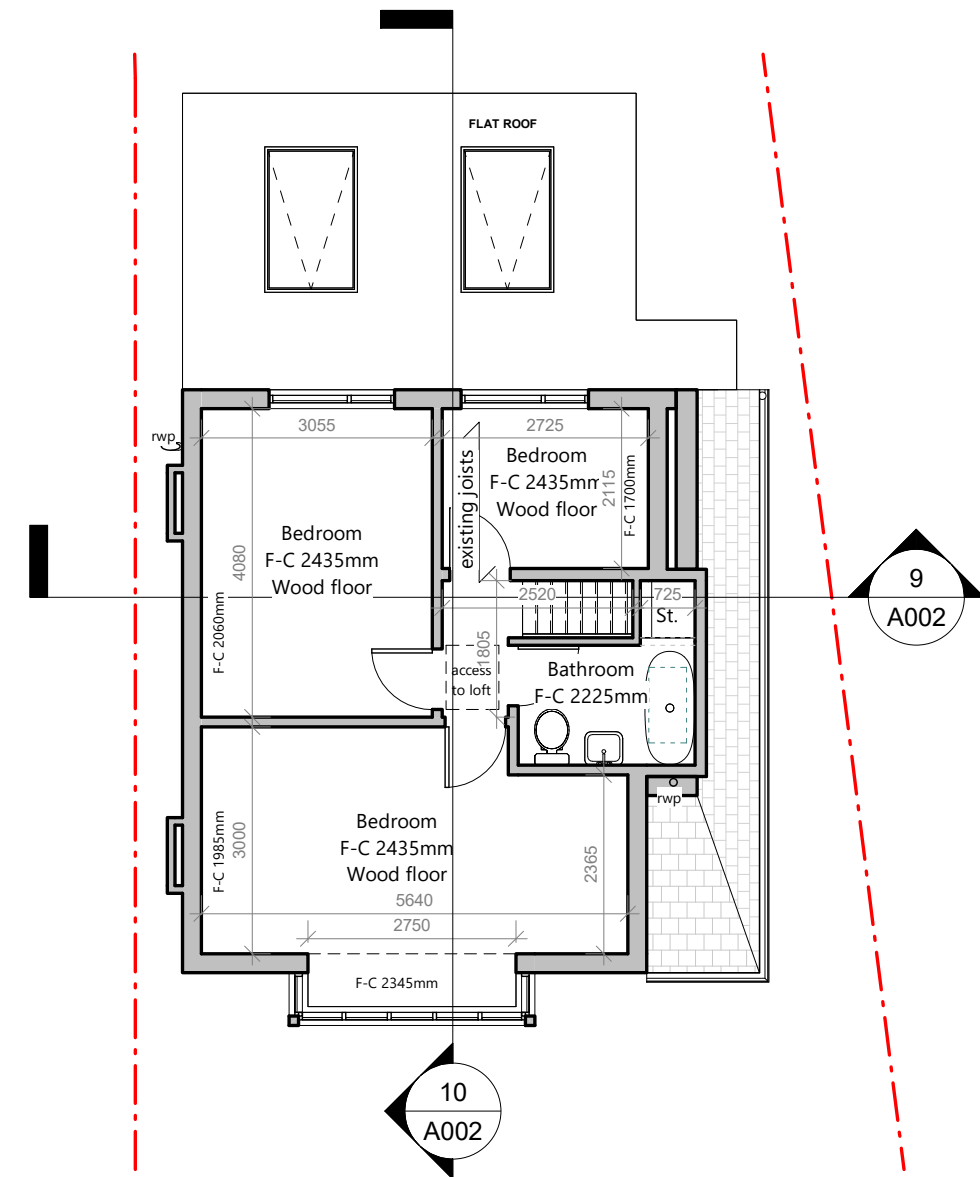 FLAT ROOF
rwp
3055
2725
Bedroom
F-C 2435mm
Wood floor
2115
F-C 1700mm
existing joists
Bedroom
F-C 2435mm
Wood floor
4080
F-C 2060mm
2520
725
St.
9
A002
1805
access
to loft
Bathroom
F-C 2225mm
rwp
Bedroom
F-C 2435mm
Wood floor
F-C 1985mm
3000
2365
5640
2750
F-C 2345mm
10
A002